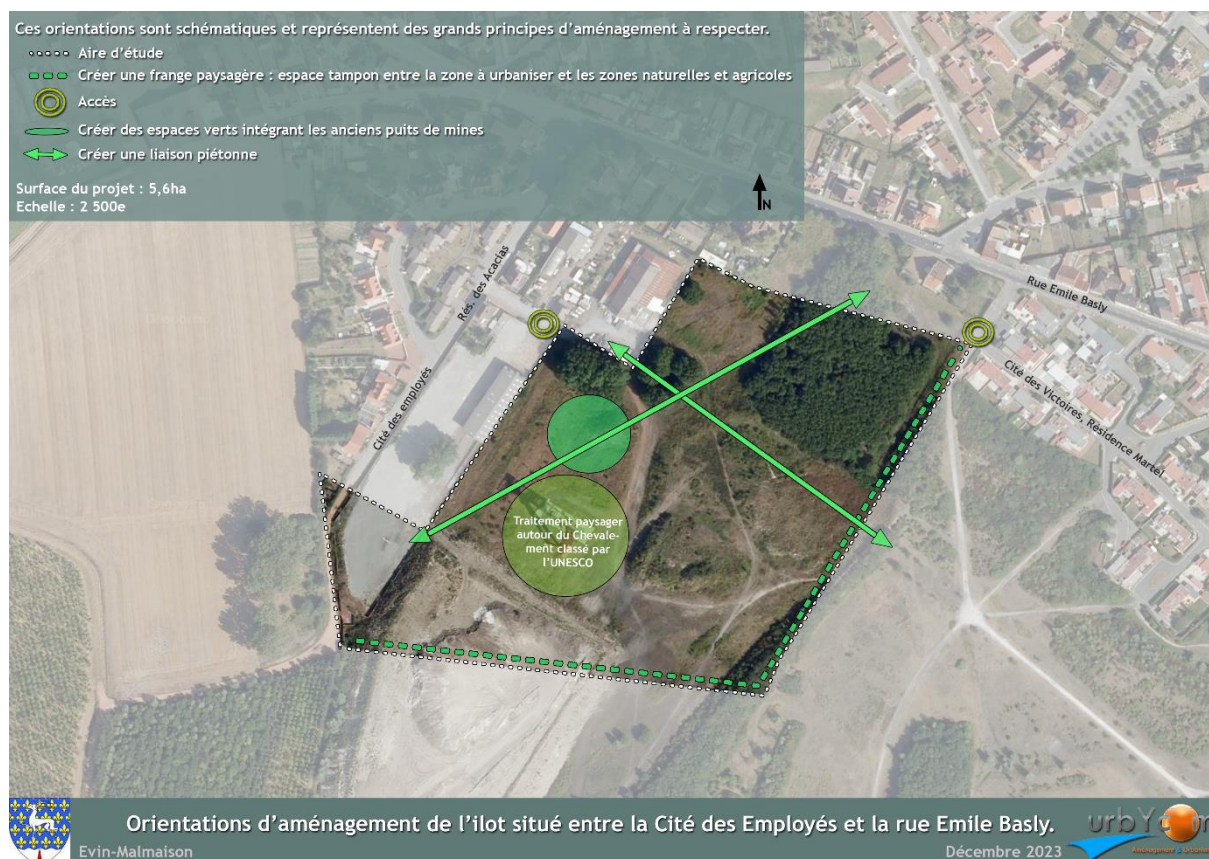 Ces orientations sont schématiques et représentent des grands principes d'aménagement à respecter.
Aire d'étude
Créer une frange paysagère : espace tampon entre la zone à urbaniser et les zones naturelles et agricoles
Accès
Créer des espaces verts intégrant les anciens puits de mines
Créer une liaison piétonne
Surface du projet : 5,6ha
Echelle : 2 500e
N
Rés. des Acacias
Rue Emile Basly
Cité des employés
Cité des Victoires, Résidence Martel
Traitement paysager
autour du Chevale-
ment classé par
l'UNESCO
Orientations d'aménagement de l'ilot situé entre la Cité des Employés et la rue Emile Basly.
Evin-Malmaison
Décembre 2023
urbYcom